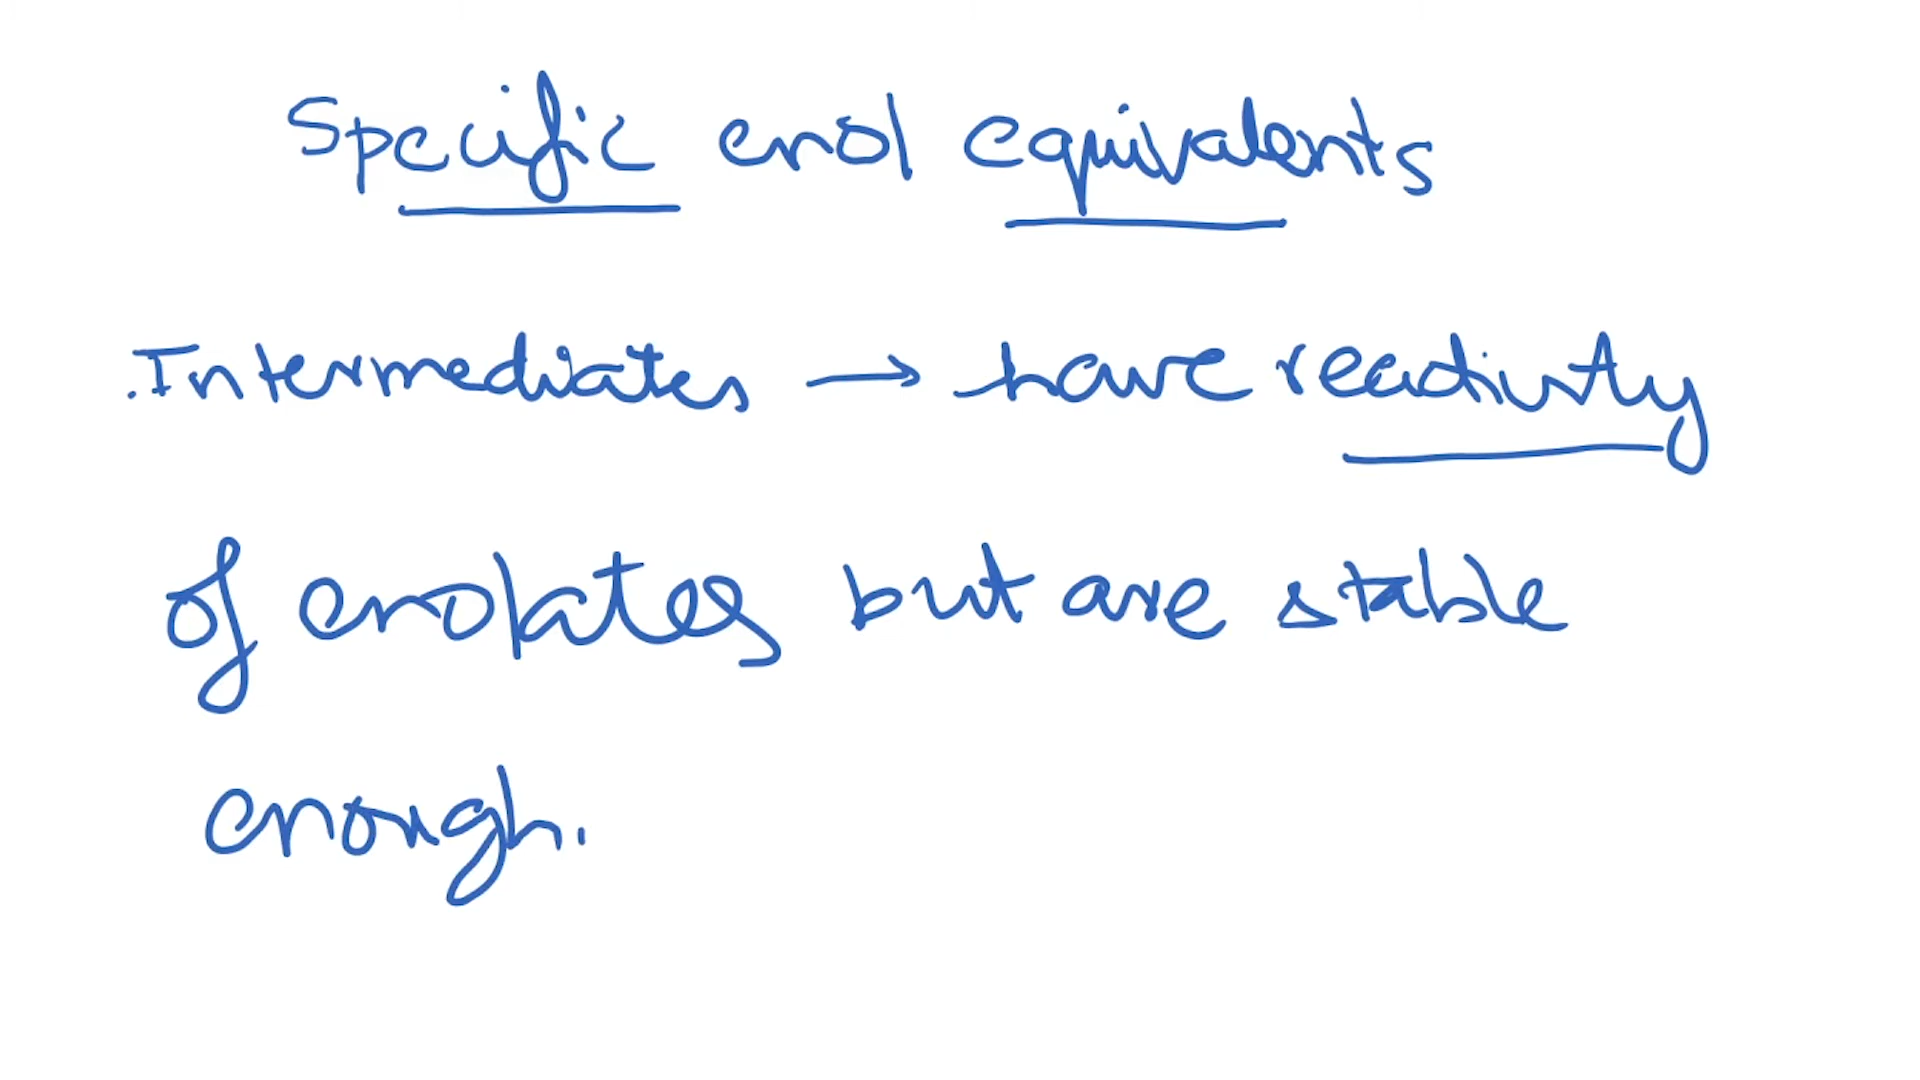 Specific enol equivalents
.Intermediates → have reactivity
of enolates but are stable
enough.